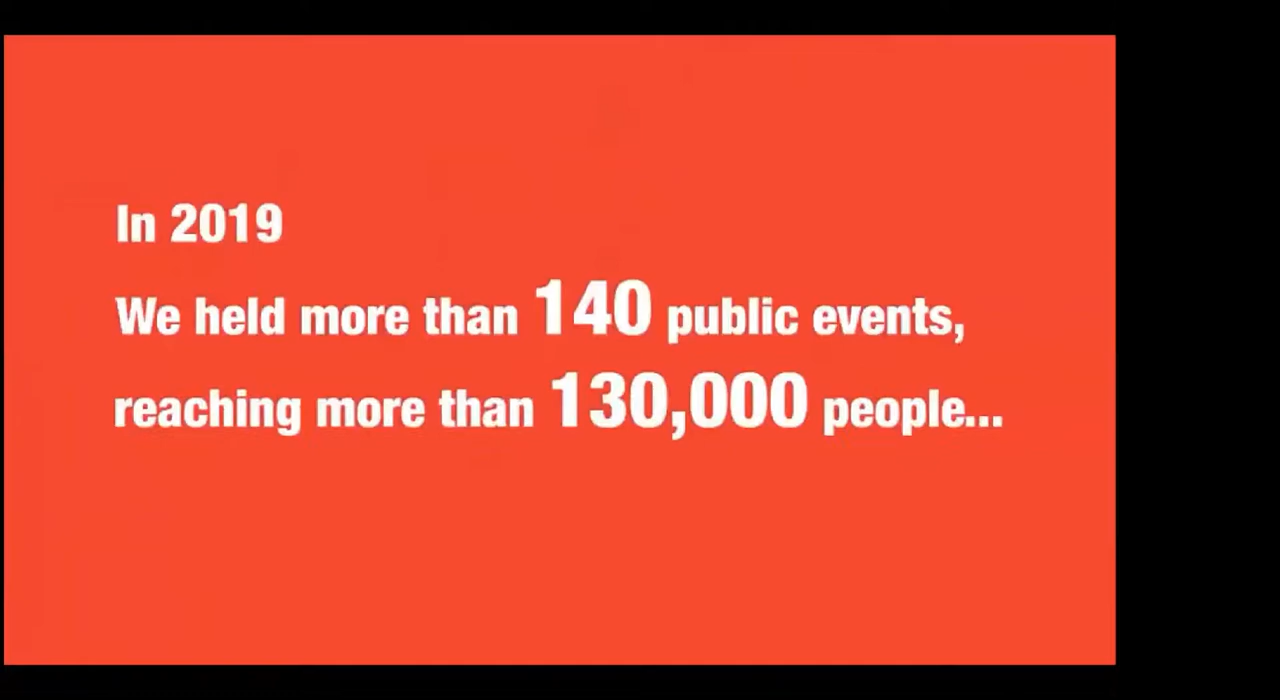 In 2019
We held more than 140 public events,
reaching more than 130,000 people...